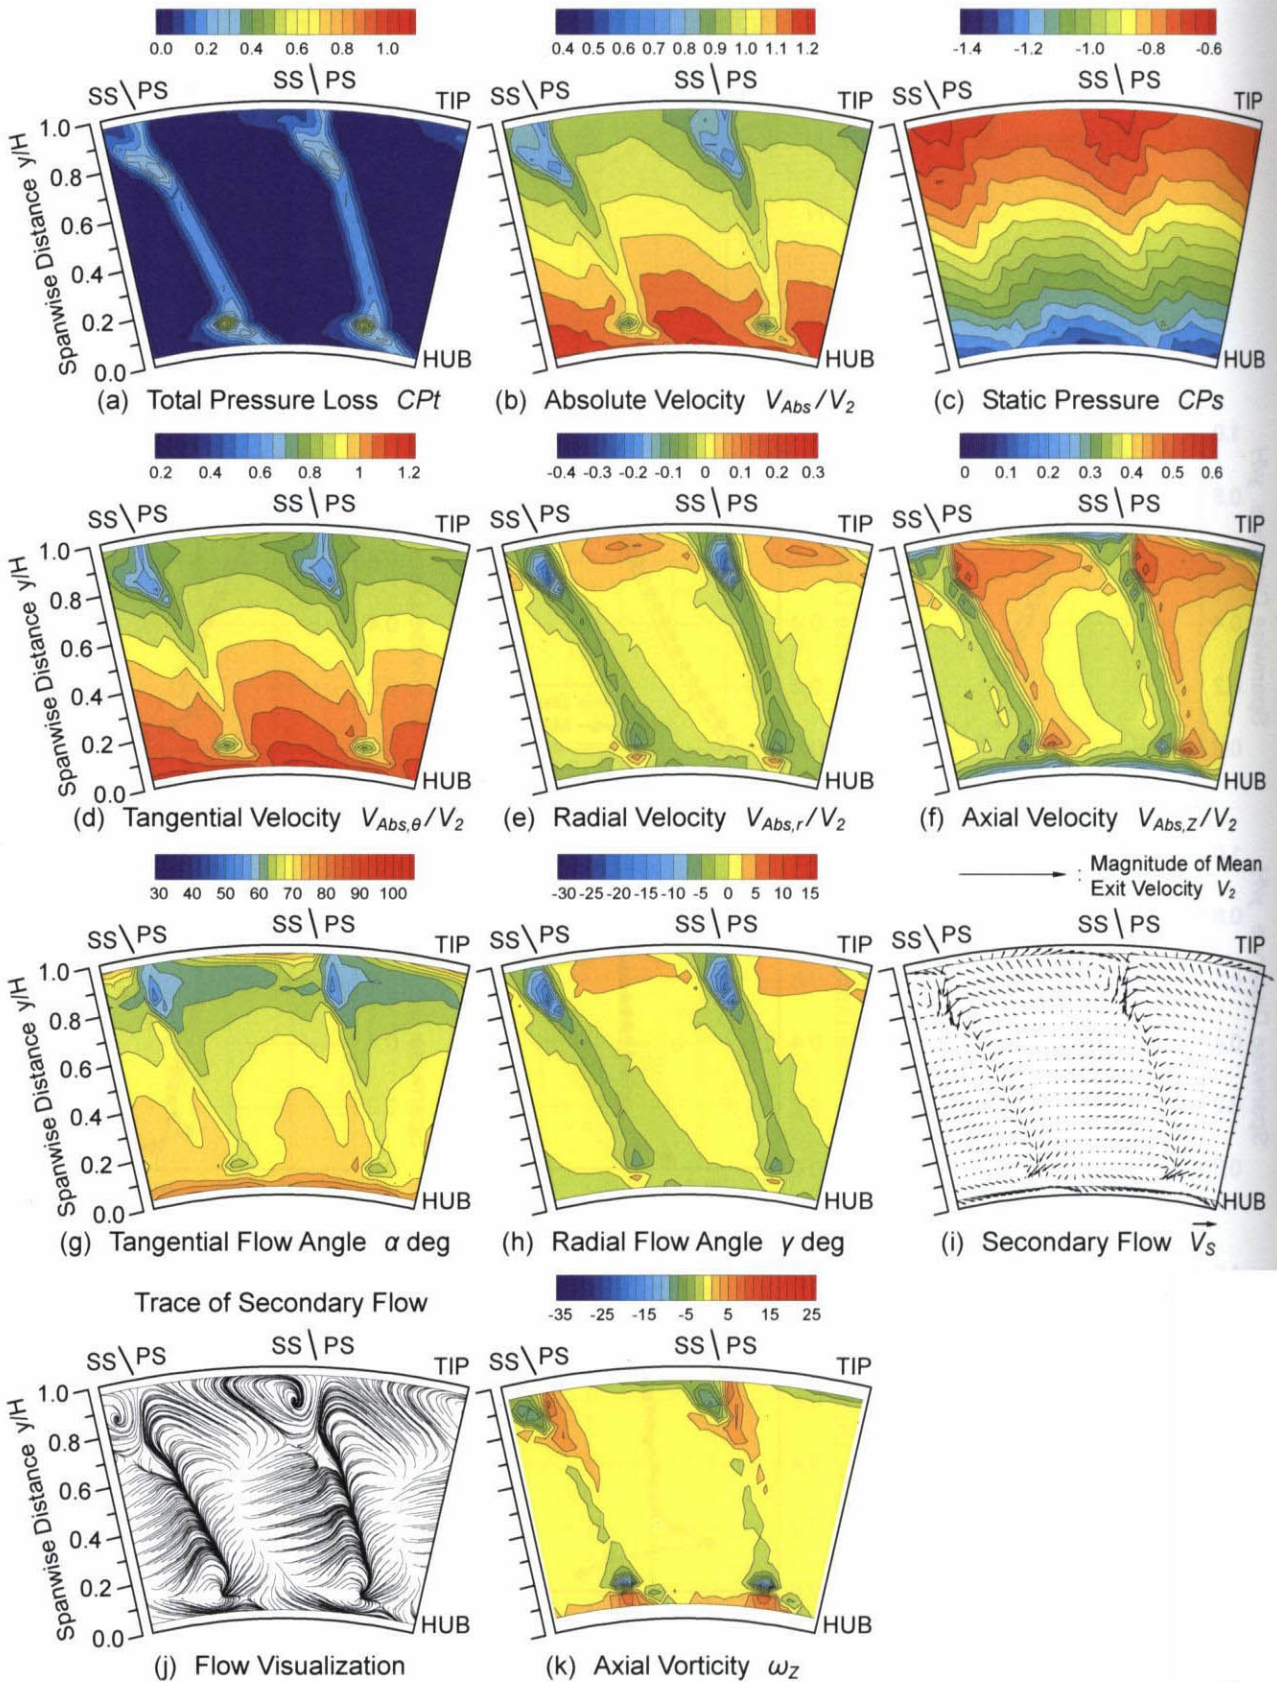 0.0 0.2 0.4 0.6 0.8 1.0
0.4 0.5 0.6 0.7 0.8 0.9 1.0 1.1 1.2
-1.4 -1.2 -1.0 -0.8 -0.6
SS \ PS SS \ PS TIP
SS \ PS SS \ PS TIP
SS \ PS SS \ PS TIP
Spanwise Distance y/H
1.0
0.8
0.6
0.4
0.2
0.0
HUB
HUB
HUB
(a) Total Pressure Loss CPt
(b) Absolute Velocity VAbs/V2
(c) Static Pressure CPs
0.2 0.4 0.6 0.8 1 1.2
-0.4 -0.3 -0.2 -0.1 0 0.1 0.2 0.3
0 0.1 0.2 0.3 0.4 0.5 0.6
SS \ PS SS \ PS TIP
SS \ PS SS \ PS TIP
SS \ PS SS \ PS TIP
Spanwise Distance y/H
1.0
0.8
0.6
0.4
0.2
0.0
HUB
HUB
HUB
(d) Tangential Velocity VAbs,θ/V2
(e) Radial Velocity VAbs,r/V2
(f) Axial Velocity VAbs,Z/V2
30 40 50 60 70 80 90 100
-30 -25 -20 -15 -10 -5 0 5 10 15
: Magnitude of Mean
Exit Velocity V2
SS \ PS SS \ PS TIP
SS \ PS SS \ PS TIP
SS \ PS SS \ PS TIP
Spanwise Distance y/H
1.0
0.8
0.6
0.4
0.2
0.0
HUB
HUB
HUB
(g) Tangential Flow Angle α deg
(h) Radial Flow Angle γ deg
(i) Secondary Flow VS
Trace of Secondary Flow
-35 -25 -15 -5 5 15 25
SS \ PS SS \ PS TIP
SS \ PS SS \ PS TIP
Spanwise Distance y/H
1.0
0.8
0.6
0.4
0.2
0.0
HUB
HUB
(j) Flow Visualization
(k) Axial Vorticity ωZ